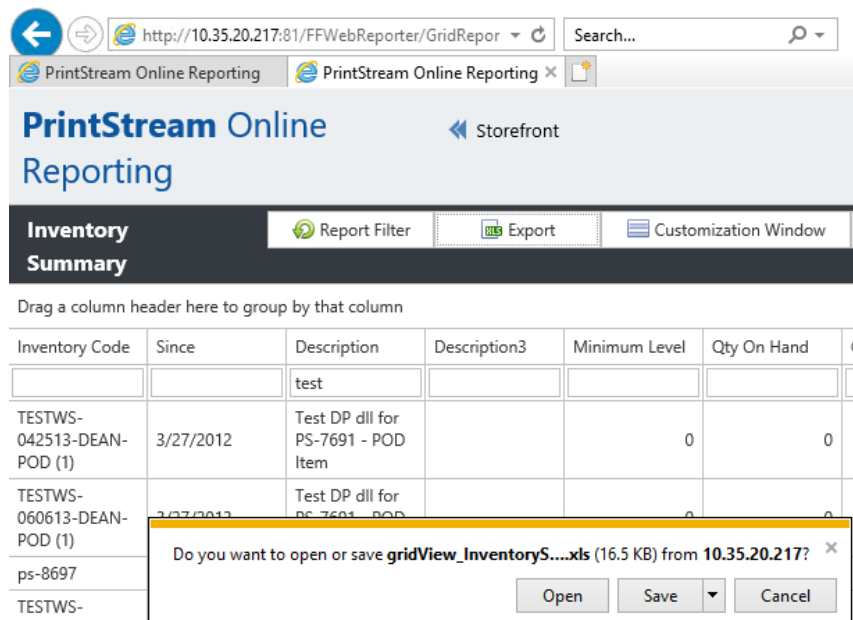 http://10.35.20.217:81/FFWebReporter/GridRepor
Search...
PrintStream Online Reporting
PrintStream Online Reporting
PrintStream Online
Reporting
Storefront
Inventory
Summary
Report Filter
XLS Export
Customization Window
Drag a column header here to group by that column
Inventory Code Since Description Description3 Minimum Level Qty On Hand
test
TESTWS-
042513-DEAN-
POD (1)
3/27/2012
Test DP dll for
PS-7691 - POD
Item
0
0
TESTWS-
060613-DEAN-
POD (1)
Test DP dll for
ps-8697
TESTWS-
Do you want to open or save gridView_InventoryS....xls (16.5 KB) from 10.35.20.217?
Open
Save
Cancel